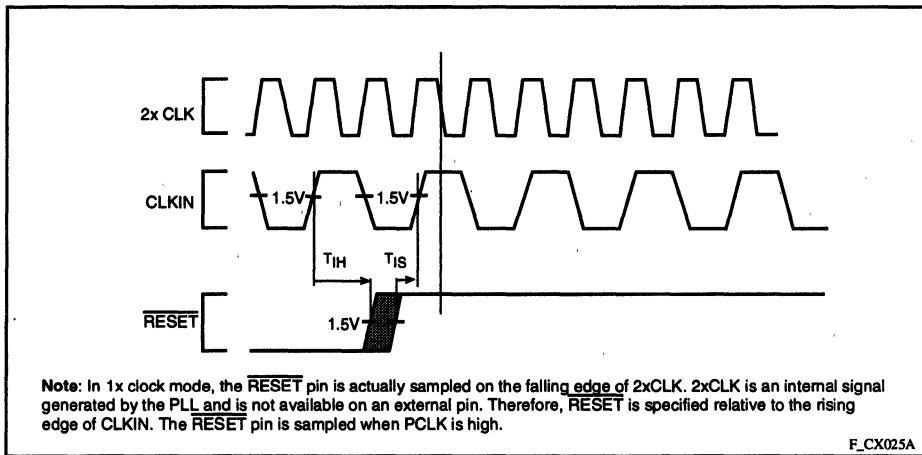 2x CLK
CLKIN
1.5V
1.5V
TIH
TIS
RESET
1.5V
Note: In 1x clock mode, the RESET pin is actually sampled on the falling edge of 2xCLK. 2xCLK is an internal signal
generated by the PLL and is not available on an external pin. Therefore, RESET is specified relative to the rising
edge of CLKIN. The RESET pin is sampled when PCLK is high.
F_CX025A